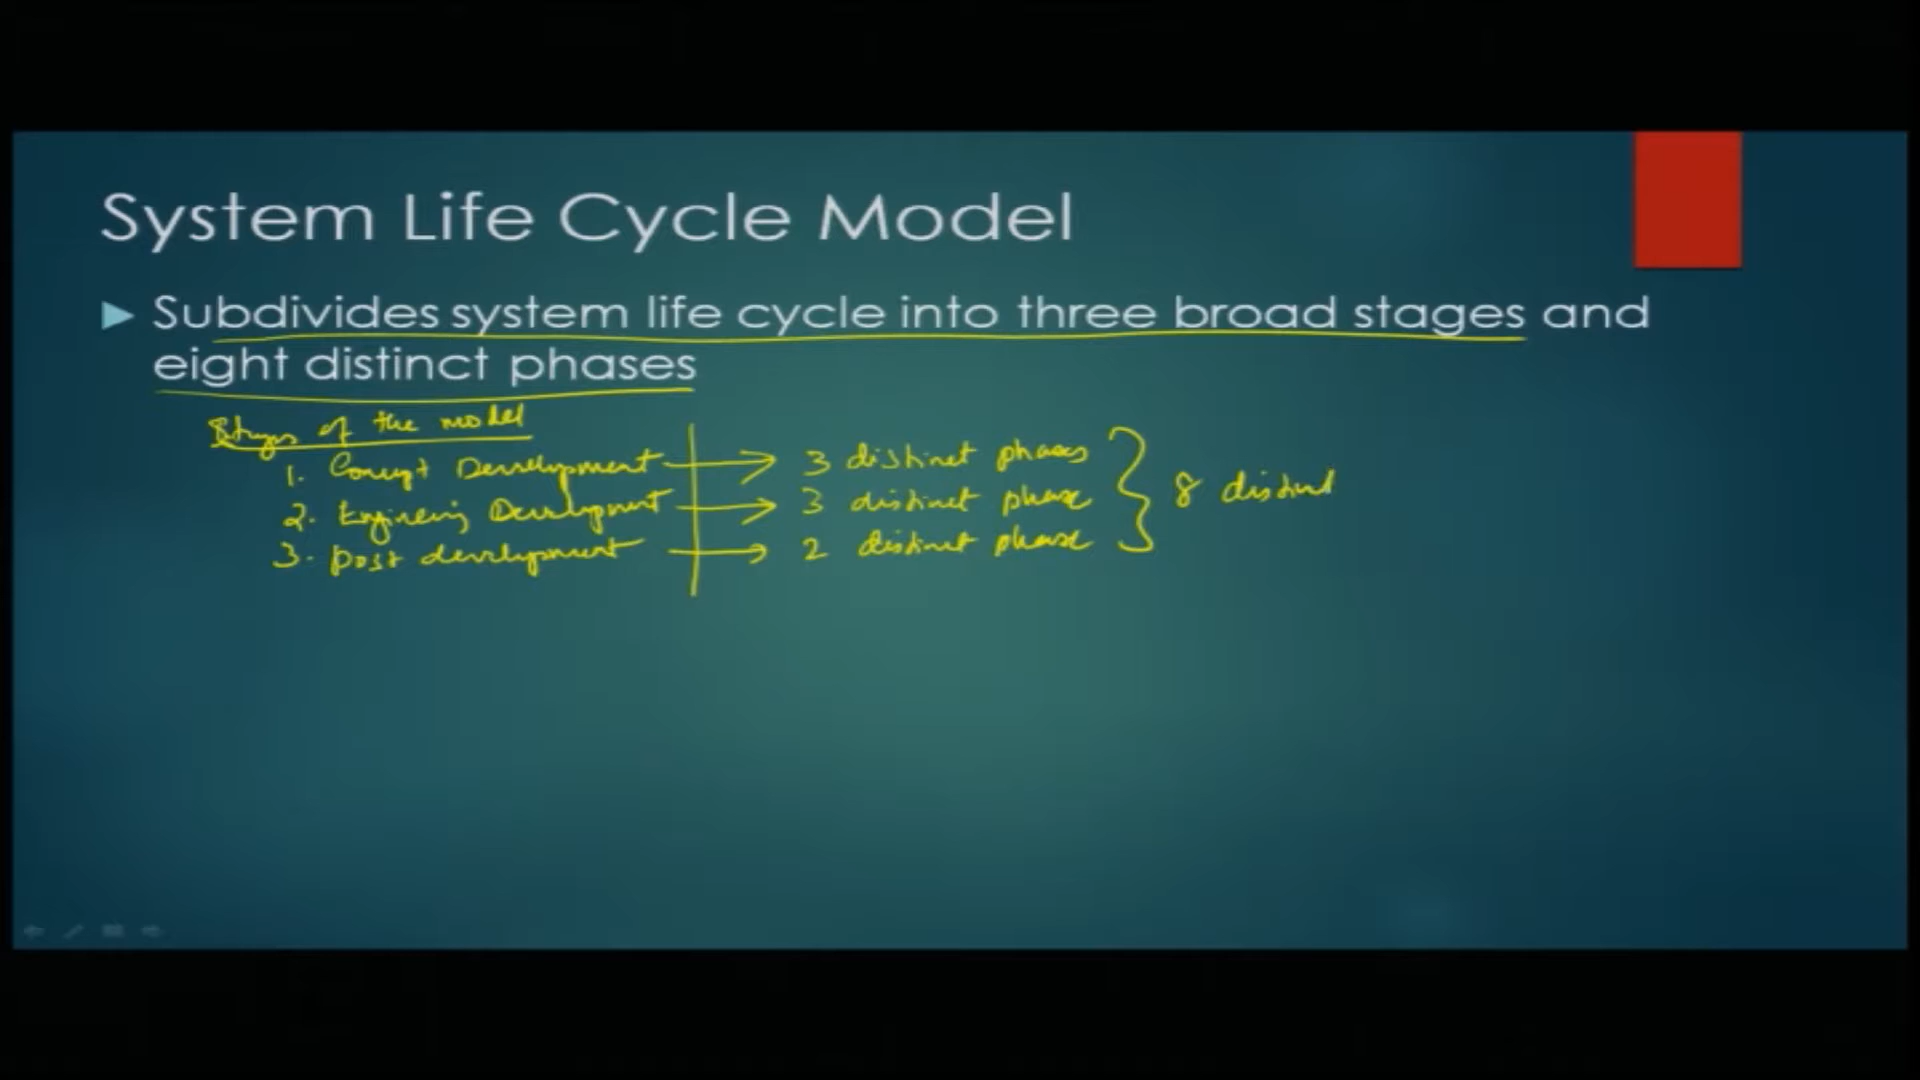 System Life Cycle Model
Subdivides system life cycle into three broad stages and
eight distinct phases
Stages of the model
1. Concept Development → 3 distinct phases
2. Engineering Development → 3 distinct phase
3. post development → 2 distinct phase
8 distinct